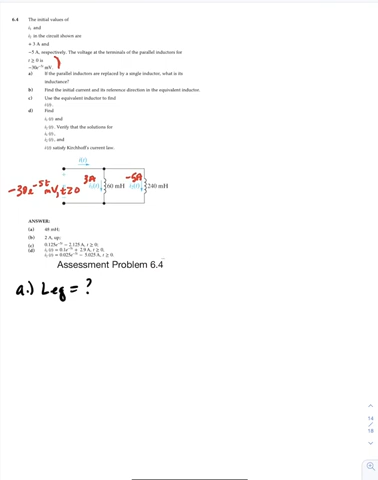 6.4 The initial values of
i₁ and
i₂ in the circuit shown are
+ 3 A and
−5 A, respectively. The voltage at the terminals of the parallel inductors for
t ≥ 0 is
−30e⁻⁵ᵗ mV.
a) If the parallel inductors are replaced by a single inductor, what is its
inductance?
b) Find the initial current and its reference direction in the equivalent inductor.
c) Use the equivalent inductor to find
i(t).
d) Find
i₁ (t) and
i₂ (t). Verify that the solutions for
i₁ (t),
i₂ (t), and
i (t) satisfy Kirchhoff's current law.
i(t)
3A -5A
-30e^-5t mV, t≥0 i₁(t) 60 mH i₂(t) 240 mH
ANSWER:
(a) 48 mH;
(b) 2 A, up;
(c) 0.125e⁻⁵ᵗ − 2.125 A, t ≥ 0;
(d) i₁ (t) = 0.1e⁻⁵ᵗ + 2.9 A, t ≥ 0,
i₂ (t) = 0.025e⁻⁵ᵗ − 5.025 A, t ≥ 0;
Assessment Problem 6.4
a.) Leq = ?
14
/
18